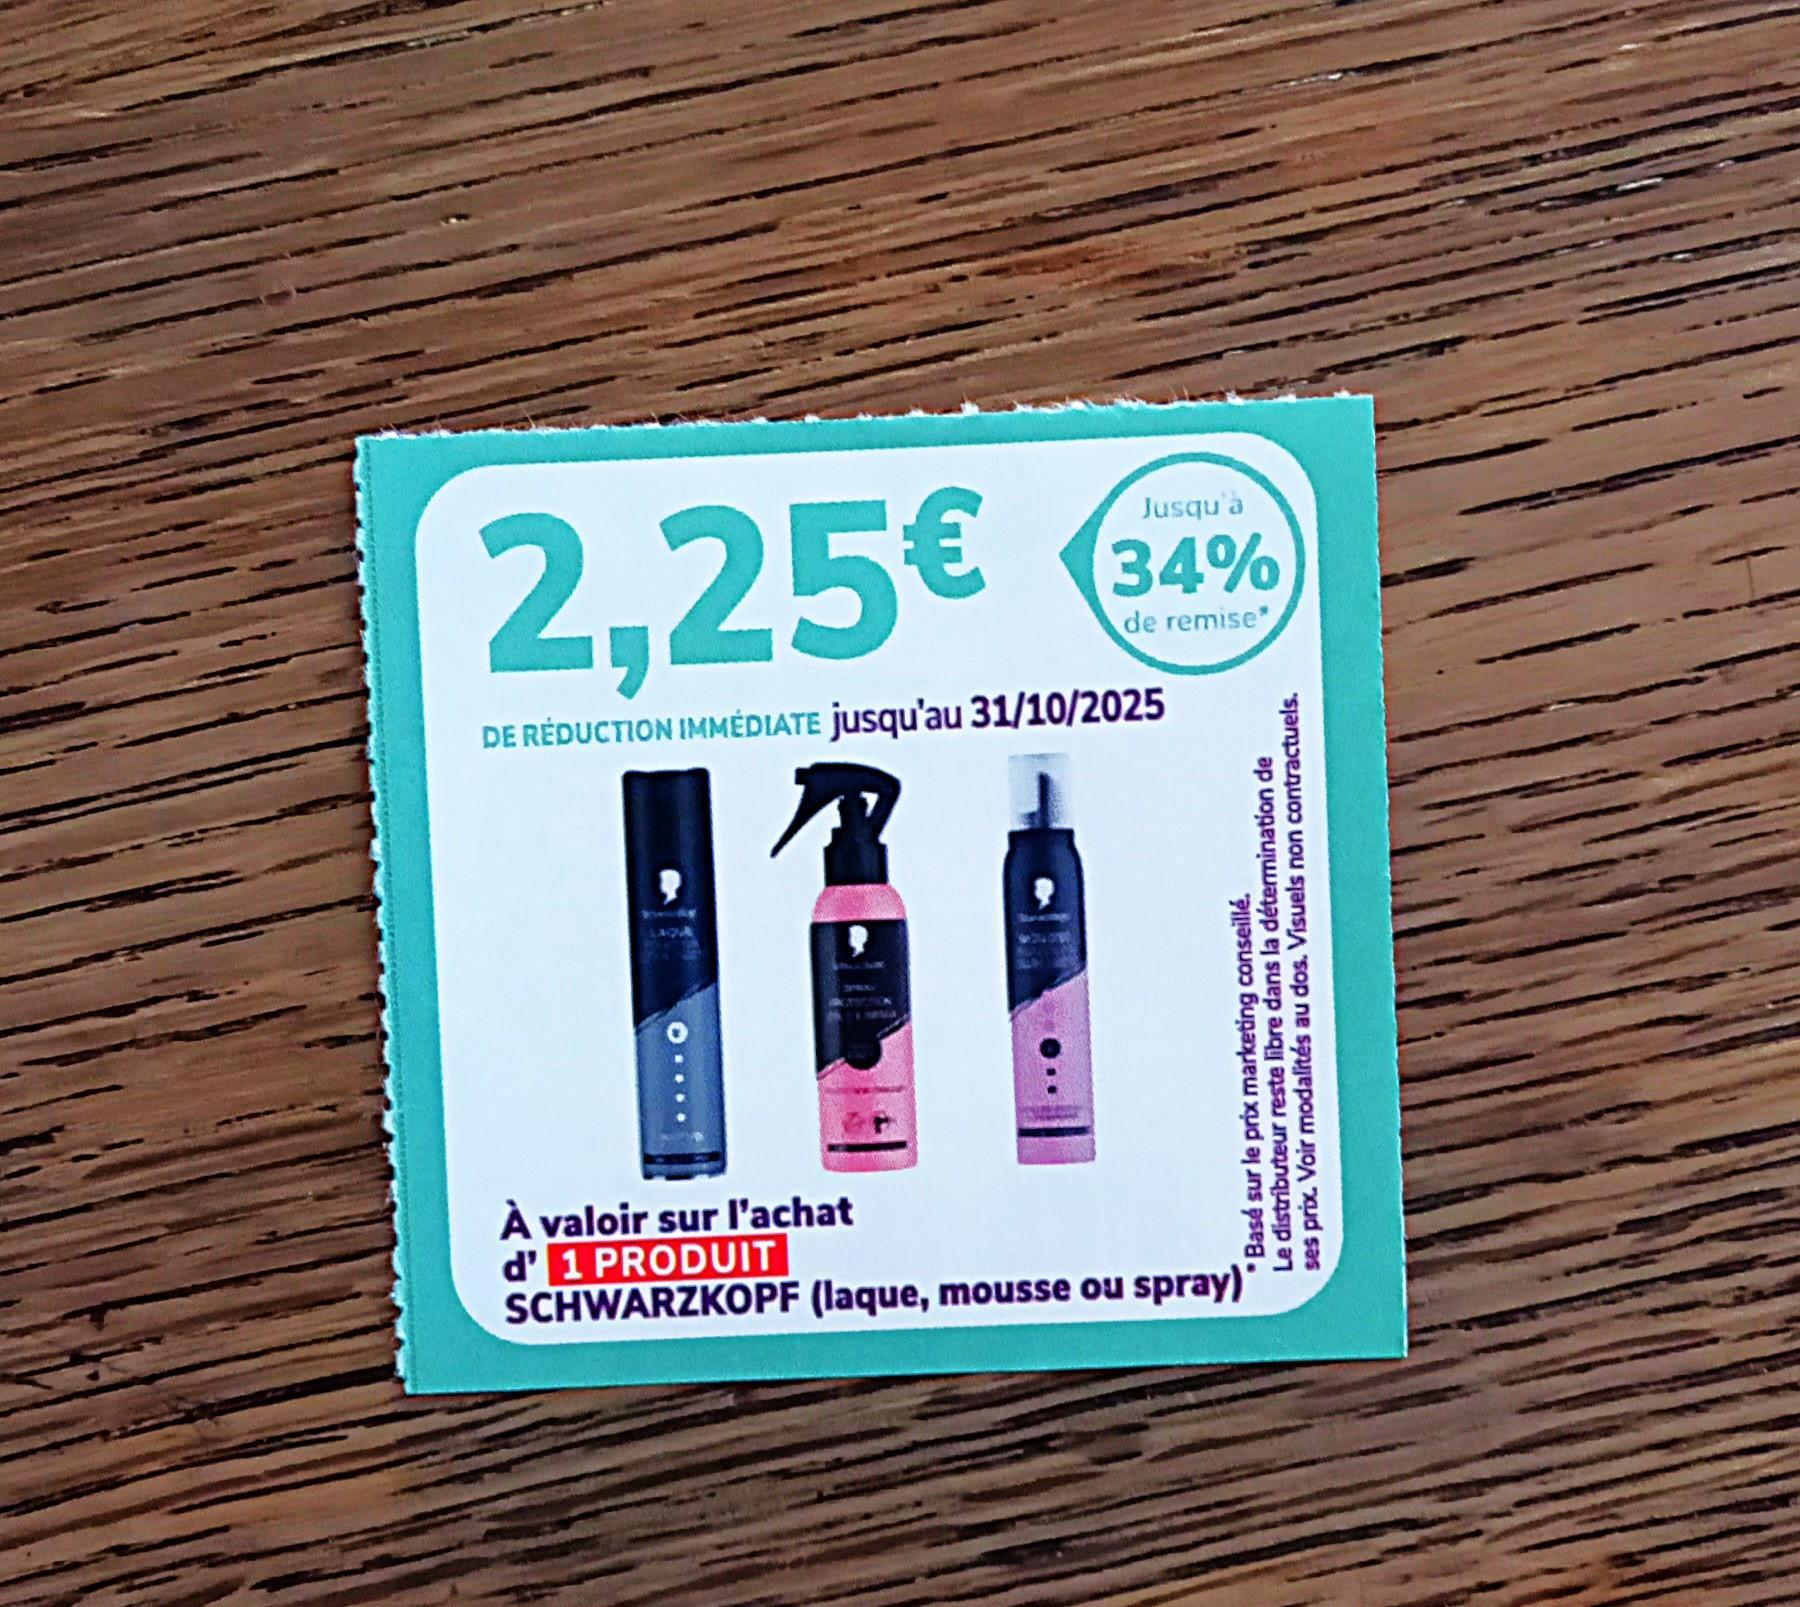 2,25€
Jusqu'à
34%
de remise*
DE RÉDUCTION IMMÉDIATE jusqu'au 31/10/2025
LAQUE
À valoir sur l'achat
d' 1 PRODUIT
SCHWARZKOPF (laque, mousse ou spray)
* Basé sur le prix marketing conseillé.
Le distributeur reste libre dans la détermination de
ses prix. Voir modalités au dos. Visuels non contractuels.